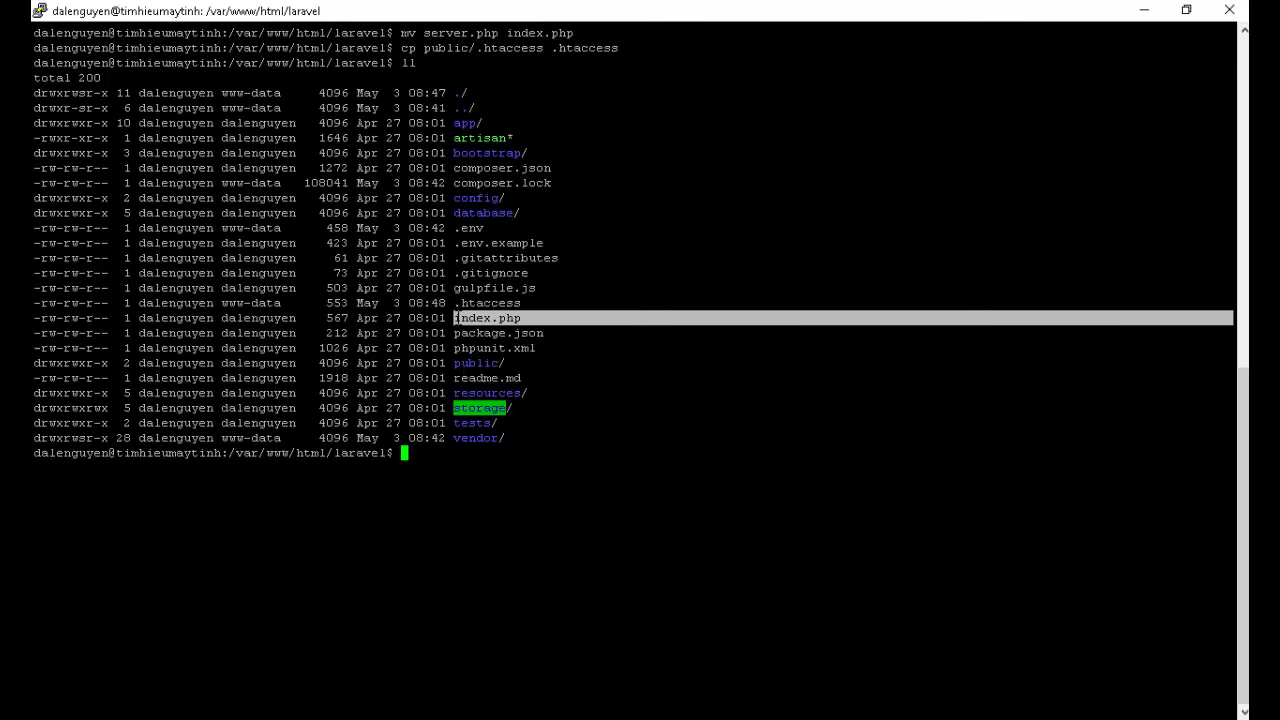 dalenguyen@timhieumaytinh: /var/www/html/laravel
dalenguyen@timhieumaytinh:/var/www/html/laravel$ mv server.php index.php
dalenguyen@timhieumaytinh:/var/www/html/laravel$ cp public/.htaccess .htaccess
dalenguyen@timhieumaytinh:/var/www/html/laravel$ ll
total 200
drwxrwsr-x 11 dalenguyen www-data 4096 May 3 08:47 ./
drwxr-sr-x 6 dalenguyen www-data 4096 May 3 08:41 ../
drwxrwxr-x 10 dalenguyen dalenguyen 4096 Apr 27 08:01 app/
-rwxr-xr-x 1 dalenguyen dalenguyen 1646 Apr 27 08:01 artisan*
drwxrwxr-x 3 dalenguyen dalenguyen 4096 Apr 27 08:01 bootstrap/
-rw-rw-r-- 1 dalenguyen dalenguyen 1272 Apr 27 08:01 composer.json
-rw-rw-r-- 1 dalenguyen www-data 108041 May 3 08:42 composer.lock
drwxrwxr-x 2 dalenguyen dalenguyen 4096 Apr 27 08:01 config/
drwxrwxr-x 5 dalenguyen dalenguyen 4096 Apr 27 08:01 database/
-rw-rw-r-- 1 dalenguyen www-data 458 May 3 08:42 .env
-rw-rw-r-- 1 dalenguyen dalenguyen 423 Apr 27 08:01 .env.example
-rw-rw-r-- 1 dalenguyen dalenguyen 61 Apr 27 08:01 .gitattributes
-rw-rw-r-- 1 dalenguyen dalenguyen 73 Apr 27 08:01 .gitignore
-rw-rw-r-- 1 dalenguyen dalenguyen 503 Apr 27 08:01 gulpfile.js
-rw-rw-r-- 1 dalenguyen www-data 553 May 3 08:48 .htaccess
-rw-rw-r-- 1 dalenguyen dalenguyen 567 Apr 27 08:01 index.php
-rw-rw-r-- 1 dalenguyen dalenguyen 212 Apr 27 08:01 package.json
-rw-rw-r-- 1 dalenguyen dalenguyen 1026 Apr 27 08:01 phpunit.xml
drwxrwxr-x 2 dalenguyen dalenguyen 4096 Apr 27 08:01 public/
-rw-rw-r-- 1 dalenguyen dalenguyen 1918 Apr 27 08:01 readme.md
drwxrwxr-x 5 dalenguyen dalenguyen 4096 Apr 27 08:01 resources/
drwxrwxrwx 5 dalenguyen dalenguyen 4096 Apr 27 08:01 storage/
drwxrwxr-x 2 dalenguyen dalenguyen 4096 Apr 27 08:01 tests/
drwxrwsr-x 28 dalenguyen www-data 4096 May 3 08:42 vendor/
dalenguyen@timhieumaytinh:/var/www/html/laravel$